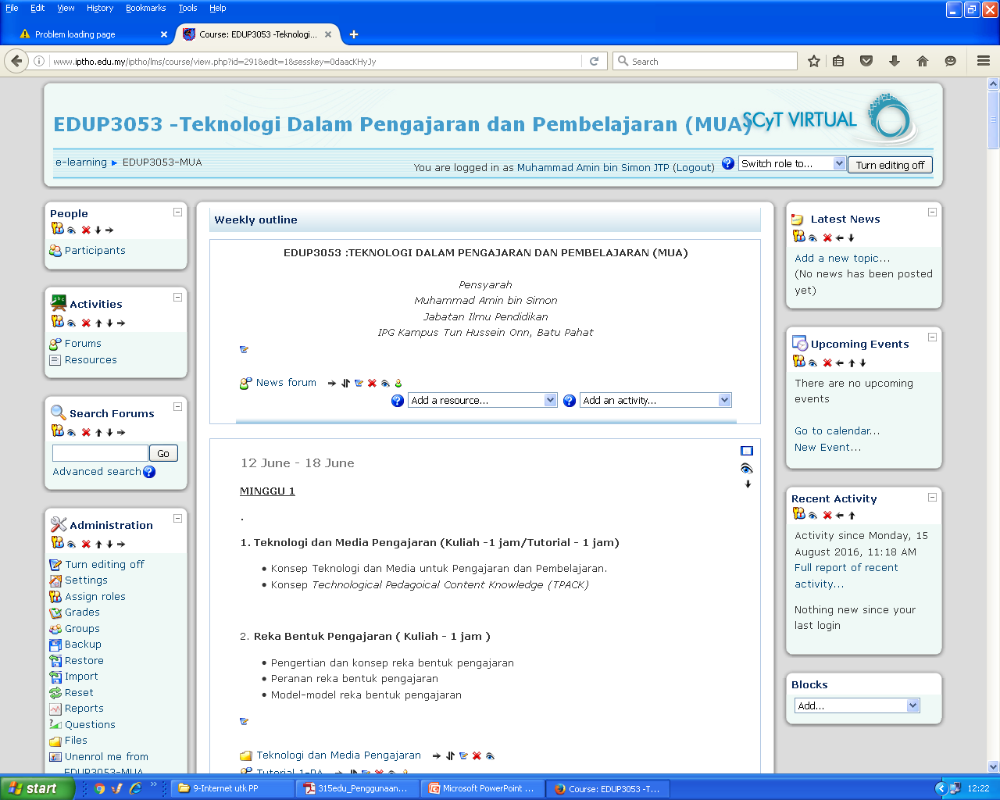 File Edit View History Bookmarks Tools Help
Problem loading page
Course: EDUP3053 -Teknologi...
www.iptho.edu.my/iptho/lms/course/view.php?id=291&edit=1&sesskey=0daacKHyJy
Search
EDUP3053 -Teknologi Dalam Pengajaran dan Pembelajaran (MUA)
SCyT VIRTUAL
e-learning ► EDUP3053-MUA
You are logged in as Muhammad Amin bin Simon JTP (Logout)
Switch role to...
Turn editing off
People
Participants
Activities
Forums
Resources
Search Forums
Go
Advanced search
Administration
Turn editing off
Settings
Assign roles
Grades
Groups
Backup
Restore
Import
Reset
Reports
Questions
Files
Unenrol me from
EDUP3053-MUA
Weekly outline
EDUP3053 :TEKNOLOGI DALAM PENGAJARAN DAN PEMBELAJARAN (MUA)
Pensyarah
Muhammad Amin bin Simon
Jabatan Ilmu Pendidikan
IPG Kampus Tun Hussein Onn, Batu Pahat
News forum
Add a resource...
Add an activity...
12 June - 18 June
MINGGU 1
.
1. Teknologi dan Media Pengajaran (Kuliah -1 jam/Tutorial - 1 jam)
• Konsep Teknologi dan Media untuk Pengajaran dan Pembelajaran.
• Konsep Technological Pedagoical Content Knowledge (TPACK)
2. Reka Bentuk Pengajaran ( Kuliah - 1 jam )
• Pengertian dan konsep reka bentuk pengajaran
• Peranan reka bentuk pengajaran
• Model-model reka bentuk pengajaran
Teknologi dan Media Pengajaran
Tutorial 1-PA
Latest News
Add a new topic...
(No news has been posted
yet)
Upcoming Events
There are no upcoming
events
Go to calendar...
New Event...
Recent Activity
Activity since Monday, 15
August 2016, 11:18 AM
Full report of recent
activity...
Nothing new since your
last login
Blocks
Add...
start
9-Internet utk PP
315edu_Penggunaan...
Microsoft PowerPoint ...
Course: EDUP3053 -T...
12:22